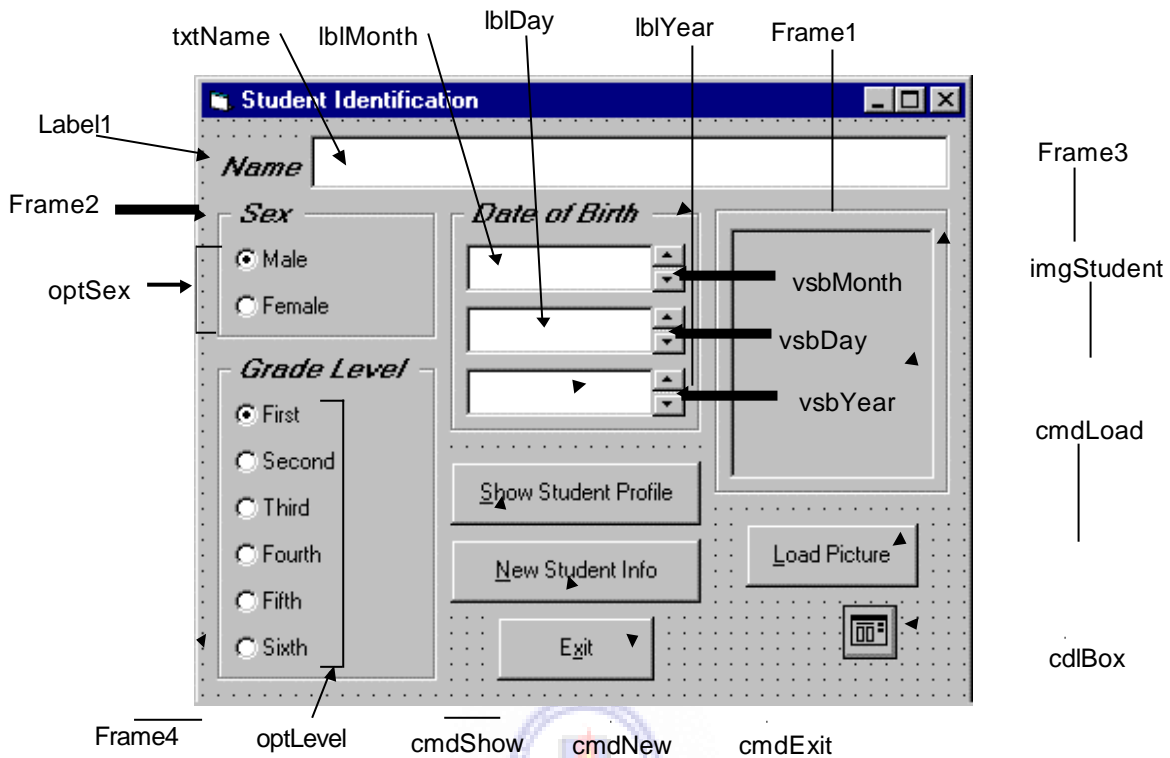 txtName lblMonth lblDay lblYear Frame1
Student Identification
Label1
Name
Frame3
Frame2
Sex
Date of Birth
Male
optSex
vsbMonth
imgStudent
Female
vsbDay
Grade Level
vsbYear
First
cmdLoad
Second
Show Student Profile
Third
Fourth
New Student Info
Load Picture
Fifth
Sixth
Exit
cdlBox
Frame4 optLevel cmdShow cmdNew cmdExit